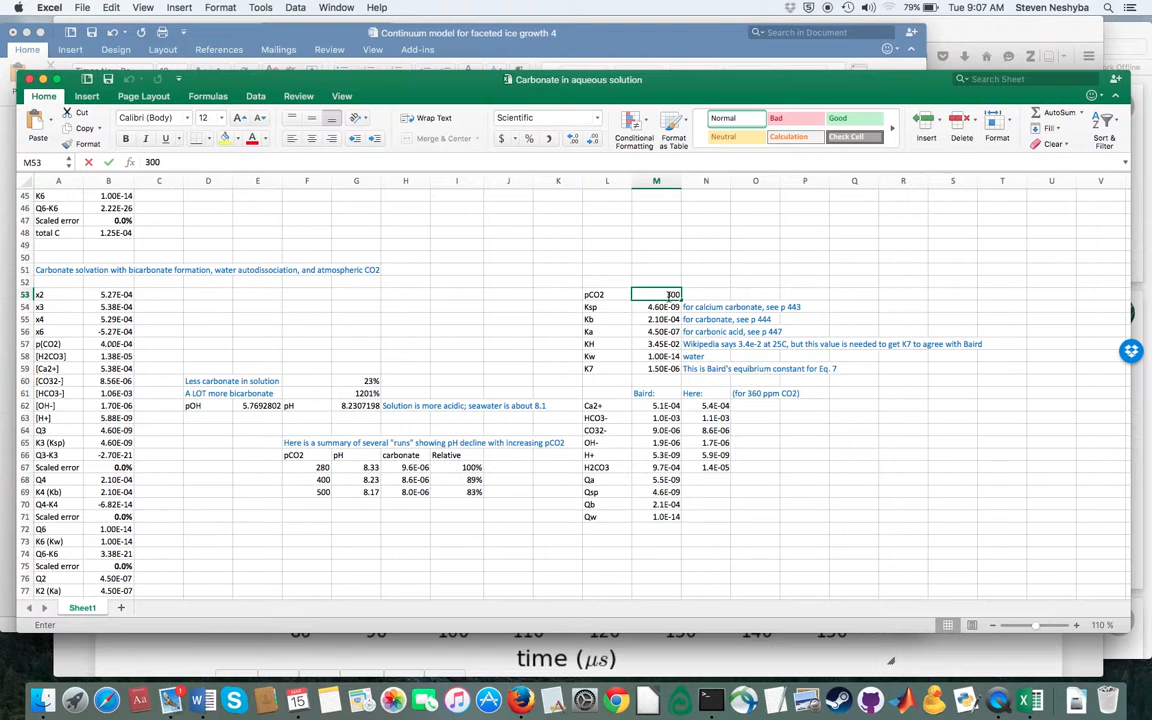 Excel File Edit View Insert Format Tools Data Window Help 79% Tue 9:07 AM Steven Neshyba
Continuum model for faceted ice growth 4 Search in Document
Home Insert Design Layout References Mailings Review View Add-ins
Carbonate in aqueous solution Search Sheet
Home Insert Page Layout Formulas Data Review View
Paste Cut Copy Format Calibri (Body) 12 A A Wrap Text Scientific Normal Bad Good AutoSum Fill Clear
B I U Merge & Center $ % Conditional Formatting Format as Table Neutral Calculation Check Cell Insert Delete Format Sort & Filter
M53 fx 300
A B C D E F G H I J K L M N O P Q R S T U V
45 K6 1.00E-14
46 Q6-K6 2.22E-26
47 Scaled error 0.0%
48 total C 1.25E-04
49
50
51 Carbonate solvation with bicarbonate formation, water autodissociation, and atmospheric CO2
52
53 x2 5.27E-04 pCO2 300
54 x3 5.38E-04 Ksp 4.60E-09 for calcium carbonate, see p 443
55 x4 5.29E-04 Kb 2.10E-04 for carbonate, see p 444
56 x6 -5.27E-04 Ka 4.50E-07 for carbonic acid, see p 447
57 p(CO2) 4.00E-04 KH 3.45E-02 Wikipedia says 3.4e-2 at 25C, but this value is needed to get K7 to agree with Baird
58 [H2CO3] 1.38E-05 Kw 1.00E-14 water
59 [Ca2+] 5.38E-04 K7 1.50E-06 This is Baird's equibrium constant for Eq. 7
60 [CO32-] 8.56E-06 Less carbonate in solution 23%
61 [HCO3-] 1.06E-03 A LOT more bicarbonate 1201% Baird: Here: (for 360 ppm CO2)
62 [OH-] 1.70E-06 pOH 5.7692802 pH 8.2307198 Solution is more acidic; seawater is about 8.1 Ca2+ 5.1E-04 5.4E-04
63 [H+] 5.88E-09 HCO3- 1.0E-03 1.1E-03
64 Q3 4.60E-09 CO32- 9.0E-06 8.6E-06
65 K3 (Ksp) 4.60E-09 Here is a summary of several "runs" showing pH decline with increasing pCO2 OH- 1.9E-06 1.7E-06
66 Q3-K3 -2.70E-21 pCO2 pH carbonate Relative H+ 5.3E-09 5.9E-09
67 Scaled error 0.0% 280 8.33 9.6E-06 100% H2CO3 9.7E-04 1.4E-05
68 Q4 2.10E-04 400 8.23 8.6E-06 89% Qa 5.5E-09
69 K4 (Kb) 2.10E-04 500 8.17 8.0E-06 83% Qsp 4.6E-09
70 Q4-K4 -6.82E-14 Qb 2.1E-04
71 Scaled error 0.0% Qw 1.0E-14
72 Q6 1.00E-14
73 K6 (Kw) 1.00E-14
74 Q6-K6 3.38E-21
75 Scaled error 0.0%
76 Q2 4.50E-07
77 K2 (Ka) 4.50E-07
Sheet1 +
Enter 110 %
time (μs)